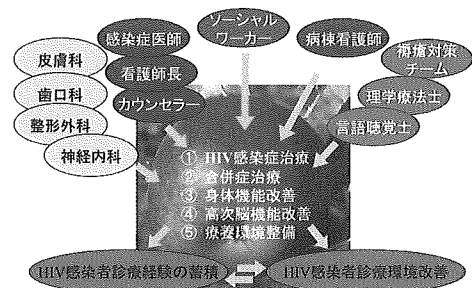 ソーシャル
ワーカー
感染症医師
病棟看護師
皮膚科
看護師長
褥瘡対策
チーム
歯口科
カウンセラー
理学療法士
整形外科
言語聴覚士
神経内科
① HIV感染症治療
② 合併症治療
③ 身体機能改善
④ 高次脳機能改善
⑤ 療養環境整備
HIV感染者診療経験の蓄積
HIV感染者診療環境改善